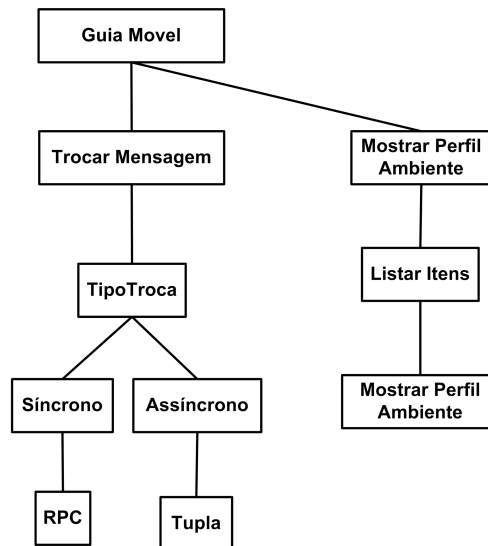 Guia Movel
Trocar Mensagem
Mostrar Perfil
Ambiente
TipoTroca
Listar Itens
Síncrono
Assíncrono
Mostrar Perfil
Ambiente
RPC
Tupla